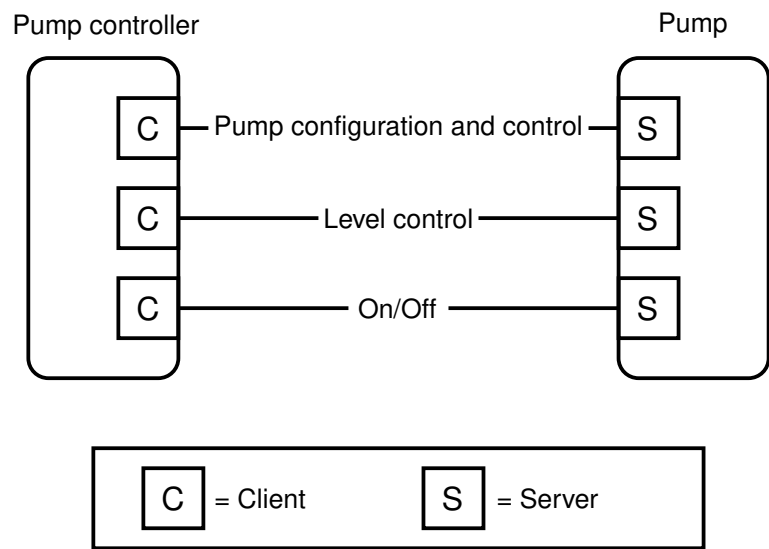 Pump controller
Pump
C
Pump configuration and control
S
C
Level control
S
C
On/Off
S
C = Client
S = Server